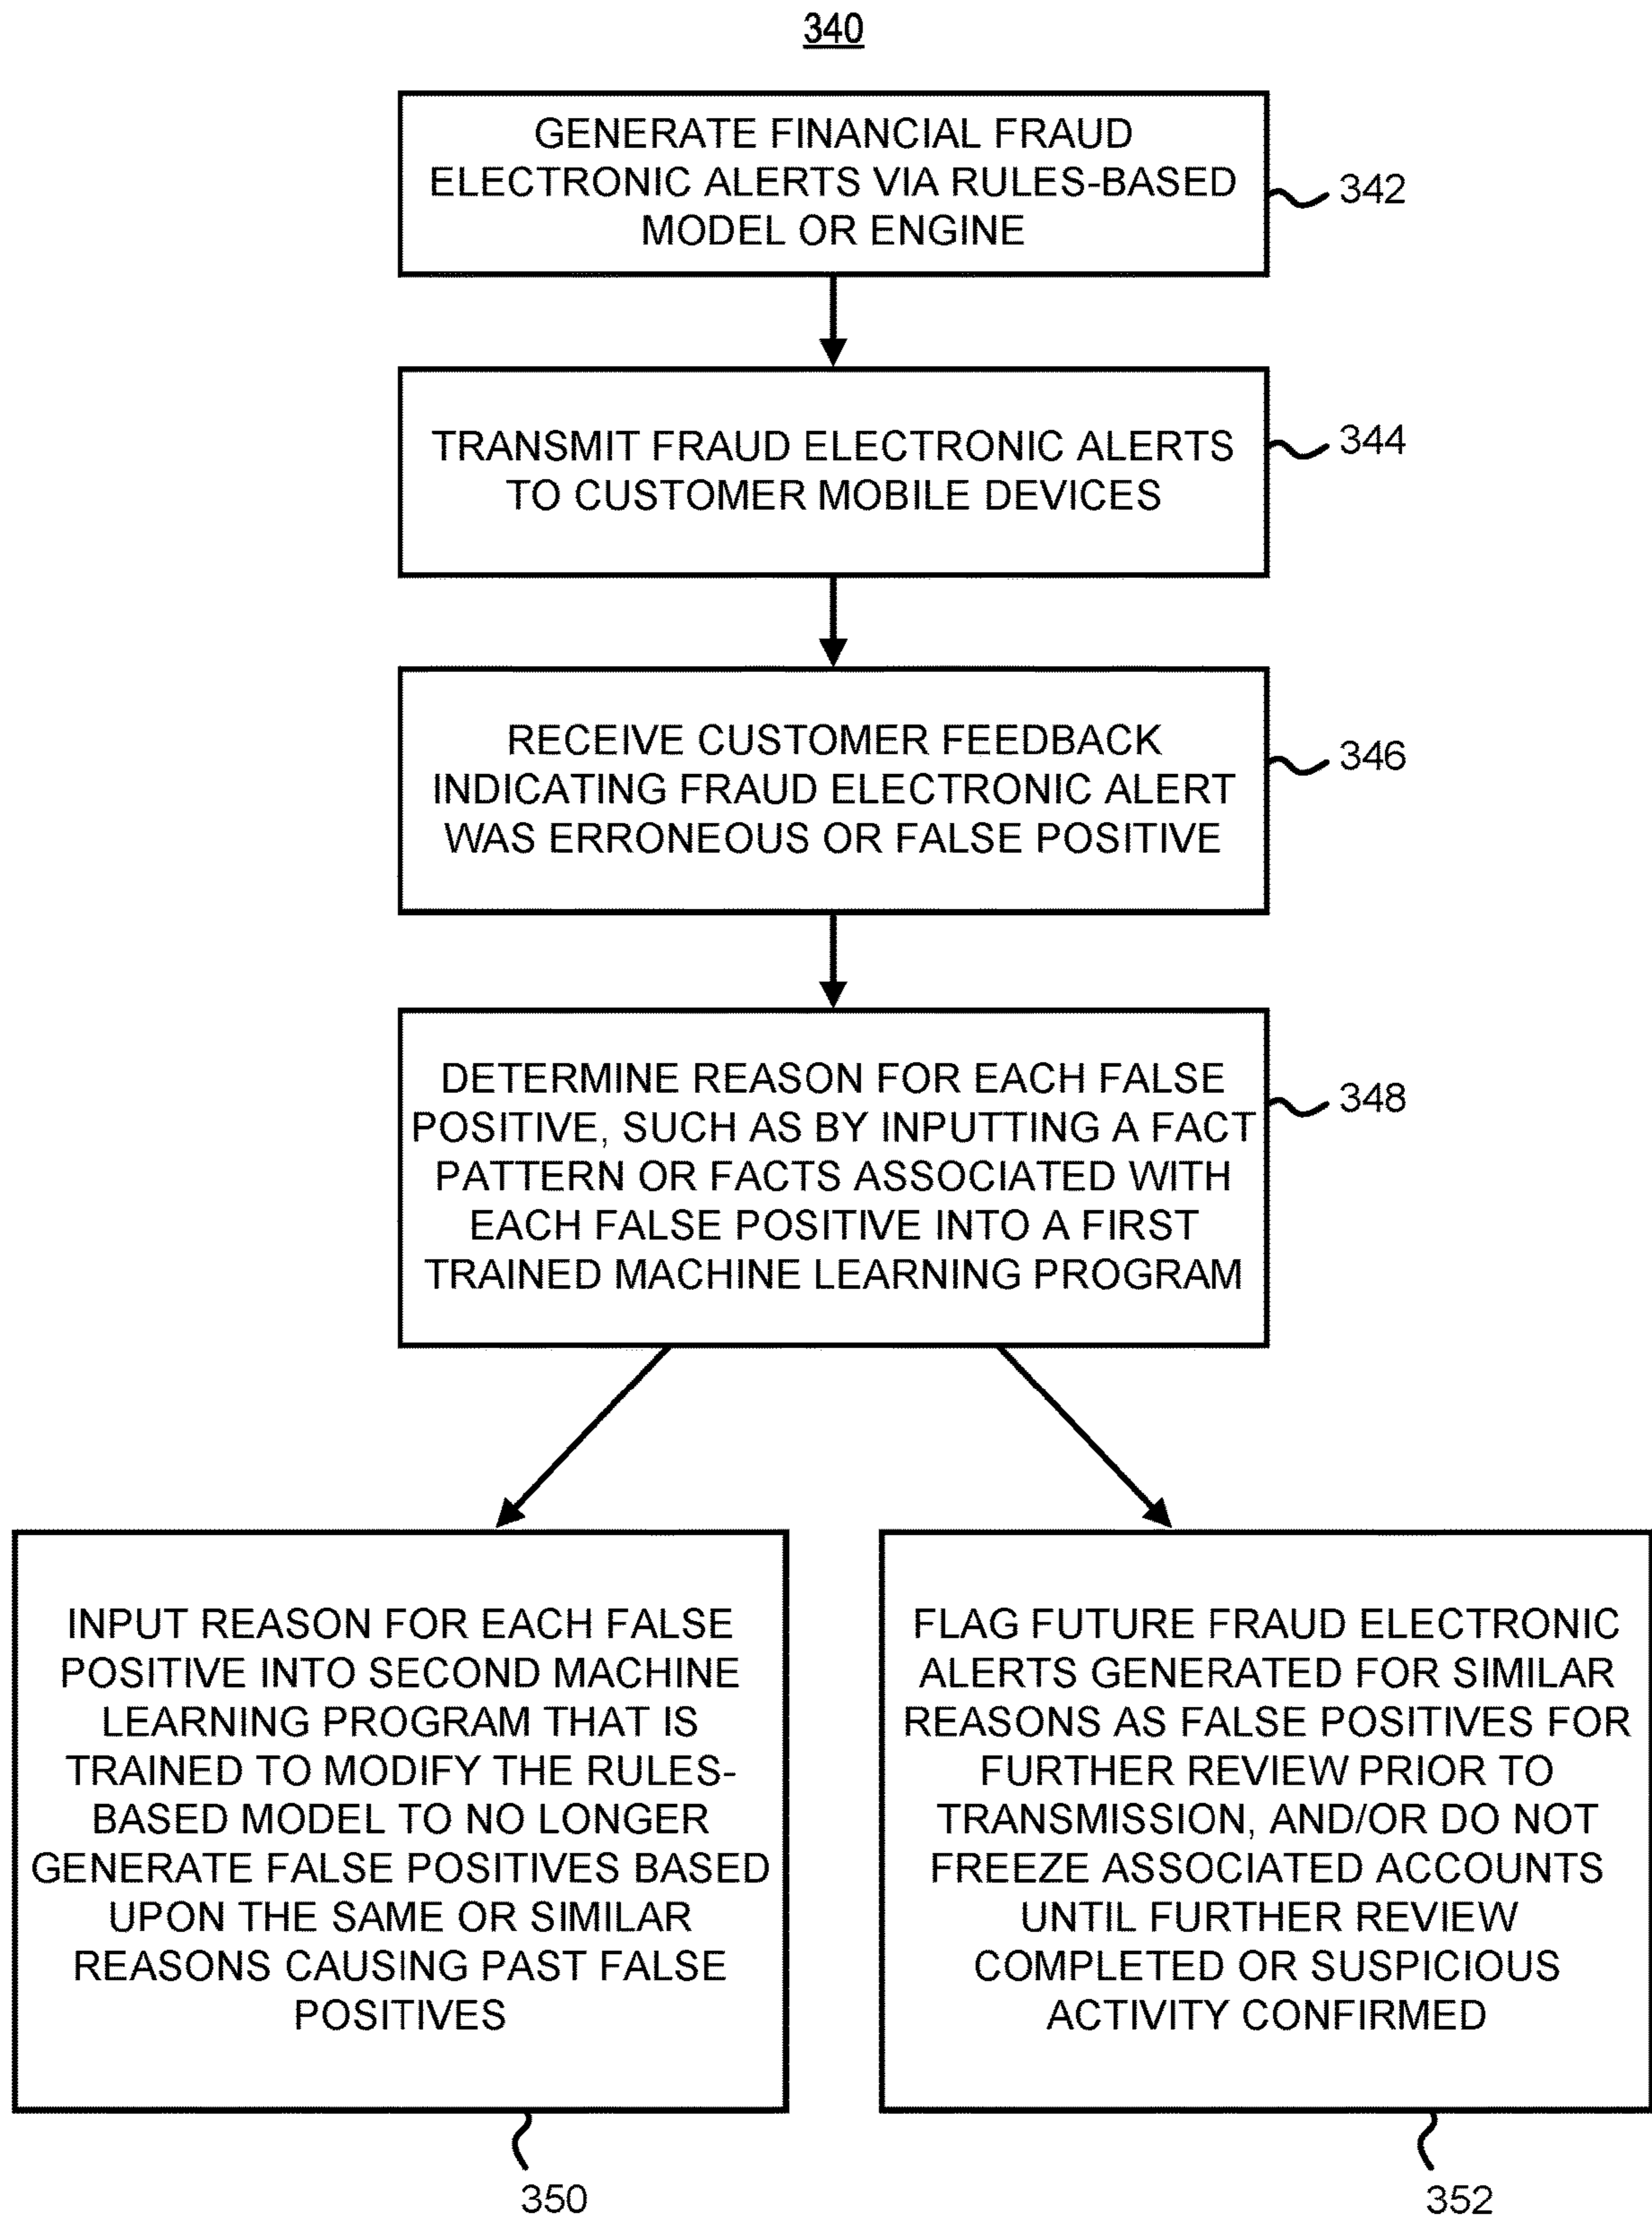 340
GENERATE FINANCIAL FRAUD
ELECTRONIC ALERTS VIA RULES-BASED
MODEL OR ENGINE
342
TRANSMIT FRAUD ELECTRONIC ALERTS
TO CUSTOMER MOBILE DEVICES
344
RECEIVE CUSTOMER FEEDBACK
INDICATING FRAUD ELECTRONIC ALERT
WAS ERRONEOUS OR FALSE POSITIVE
346
DETERMINE REASON FOR EACH FALSE
POSITIVE, SUCH AS BY INPUTTING A FACT
PATTERN OR FACTS ASSOCIATED WITH
EACH FALSE POSITIVE INTO A FIRST
TRAINED MACHINE LEARNING PROGRAM
348
INPUT REASON FOR EACH FALSE
POSITIVE INTO SECOND MACHINE
LEARNING PROGRAM THAT IS
TRAINED TO MODIFY THE RULES-
BASED MODEL TO NO LONGER
GENERATE FALSE POSITIVES BASED
UPON THE SAME OR SIMILAR
REASONS CAUSING PAST FALSE
POSITIVES
350
FLAG FUTURE FRAUD ELECTRONIC
ALERTS GENERATED FOR SIMILAR
REASONS AS FALSE POSITIVES FOR
FURTHER REVIEW PRIOR TO
TRANSMISSION, AND/OR DO NOT
FREEZE ASSOCIATED ACCOUNTS
UNTIL FURTHER REVIEW
COMPLETED OR SUSPICIOUS
ACTIVITY CONFIRMED
352